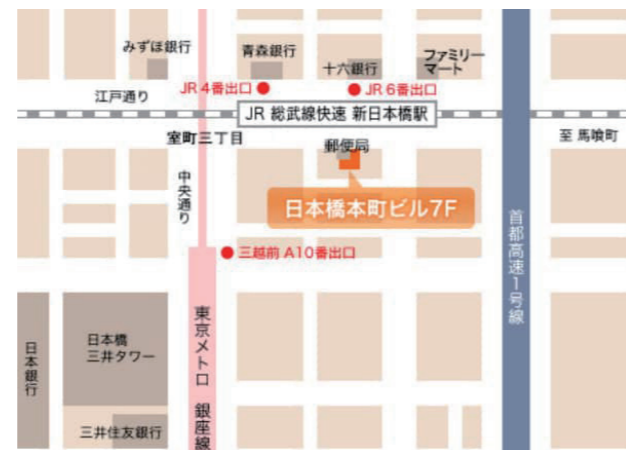 みずほ銀行
青森銀行
十六銀行
ファミリー
マート
JR 4番出口
JR 6番出口
江戸通り
JR 総武線快速 新日本橋駅
至 馬喰町
室町三丁目
郵便局
中央通り
日本橋本町ビル7F
首都高速1号線
三越前 A10番出口
東京メトロ 銀座線
日本橋
三井タワー
日本銀行
三井住友銀行